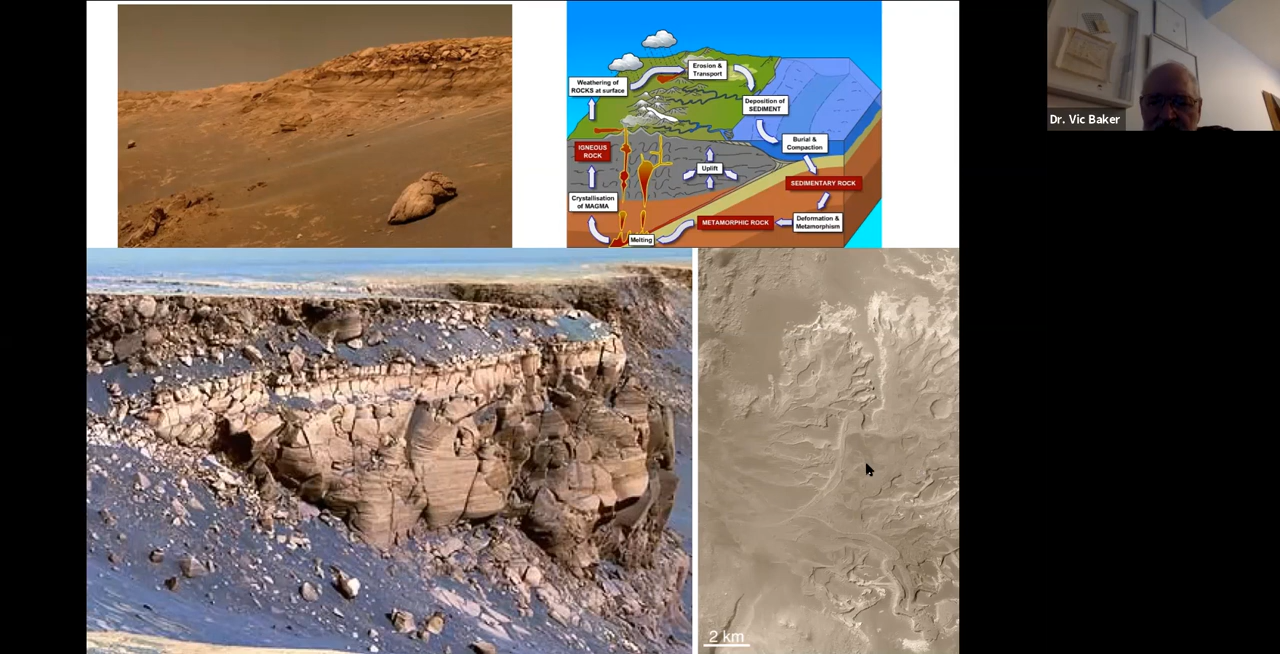 Erosion &
Transport
Weathering of
ROCKS at surface
Deposition of
SEDIMENT
Burial &
Compaction
IGNEOUS
ROCK
Uplift
SEDIMENTARY ROCK
Crystallisation
of MAGMA
METAMORPHIC ROCK
Deformation &
Metamorphism
Melting
Dr. Vic Baker
2 km